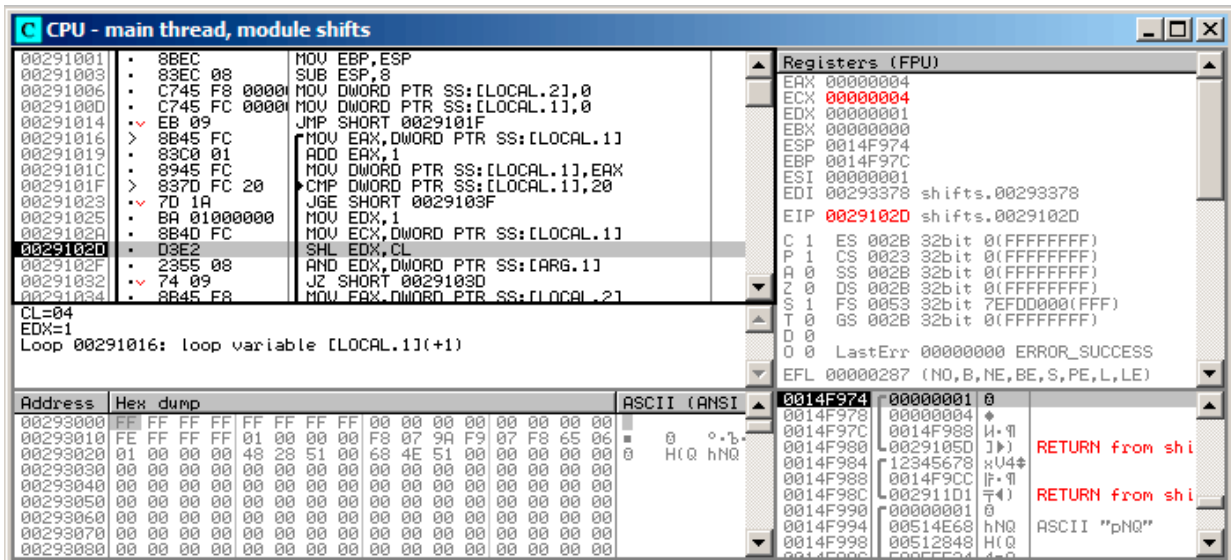 C CPU - main thread, module shifts
00291001 · 8BEC MOV EBP,ESP
00291003 · 83EC 08 SUB ESP,8
00291006 · C745 F8 0000 MOV DWORD PTR SS:[LOCAL.2],0
0029100D · C745 FC 0000 MOV DWORD PTR SS:[LOCAL.1],0
00291014 ·v EB 09 JMP SHORT 0029101F
00291016 > 8B45 FC MOV EAX,DWORD PTR SS:[LOCAL.1]
00291019 · 83C0 01 ADD EAX,1
0029101C · 8945 FC MOV DWORD PTR SS:[LOCAL.1],EAX
0029101F > 837D FC 20 CMP DWORD PTR SS:[LOCAL.1],20
00291023 ·v 7D 1A JGE SHORT 0029103F
00291025 · BA 01000000 MOV EDX,1
0029102A · 8B4D FC MOV ECX,DWORD PTR SS:[LOCAL.1]
0029102D · D3E2 SHL EDX,CL
0029102F · 2355 08 AND EDX,DWORD PTR SS:[ARG.1]
00291032 ·v 74 09 JZ SHORT 0029103D
00291034 · 8B45 F8 MOV EAX,DWORD PTR SS:[LOCAL.2]
CL=04
EDX=1
Loop 00291016: loop variable [LOCAL.1](+1)
Registers (FPU)
EAX 00000004
ECX 00000004
EDX 00000001
EBX 00000000
ESP 0014F974
EBP 0014F97C
ESI 00000001
EDI 00293378 shifts.00293378
EIP 0029102D shifts.0029102D
C 1 ES 002B 32bit 0(FFFFFFFF)
P 1 CS 0023 32bit 0(FFFFFFFF)
A 0 SS 002B 32bit 0(FFFFFFFF)
Z 0 DS 002B 32bit 0(FFFFFFFF)
S 1 FS 0053 32bit 7EFDD000(FFF)
T 0 GS 002B 32bit 0(FFFFFFFF)
D 0
O 0 LastErr 00000000 ERROR_SUCCESS
EFL 00000287 (NO,B,NE,BE,S,PE,L,LE)
Address Hex dump ASCII (ANSI
00293000 FF FF FF FF FF FF FF FF 00 00 00 00 00 00 00 00
00293010 FE FF FF FF 01 00 00 00 F8 07 9A F9 07 F8 65 06
00293020 01 00 00 00 48 28 51 00 68 4E 51 00 00 00 00 00 H(Q hNQ
00293030 00 00 00 00 00 00 00 00 00 00 00 00 00 00 00 00
00293040 00 00 00 00 00 00 00 00 00 00 00 00 00 00 00 00
00293050 00 00 00 00 00 00 00 00 00 00 00 00 00 00 00 00
00293060 00 00 00 00 00 00 00 00 00 00 00 00 00 00 00 00
00293070 00 00 00 00 00 00 00 00 00 00 00 00 00 00 00 00
00293080 00 00 00 00 00 00 00 00 00 00 00 00 00 00 00 00
0014F974 00000001
0014F978 00000004 ♦
0014F97C 0014F988 И·¶
0014F980 0029105D ]►) RETURN from shi
0014F984 12345678 xV4‡
0014F988 0014F9CC ╠·¶
0014F98C 002911D1 ╤◄) RETURN from shi
0014F990 00000001
0014F994 00514E68 hNQ ASCII "pNQ"
0014F998 00512848 H(Q